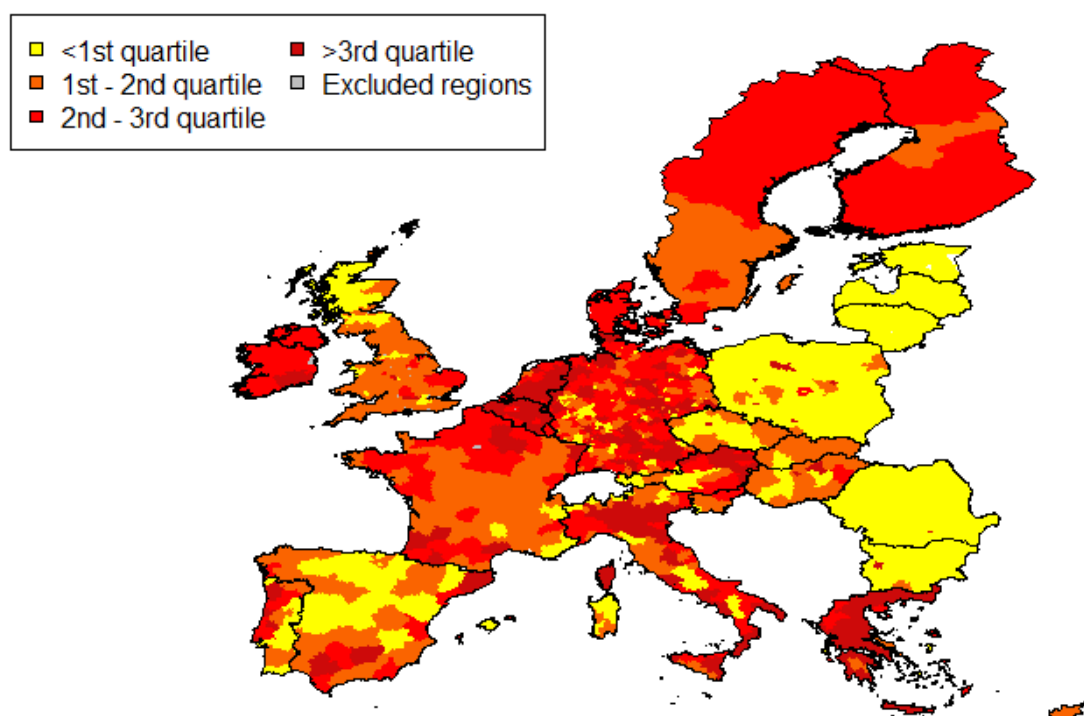 <1st quartile
>3rd quartile
1st - 2nd quartile
Excluded regions
2nd - 3rd quartile